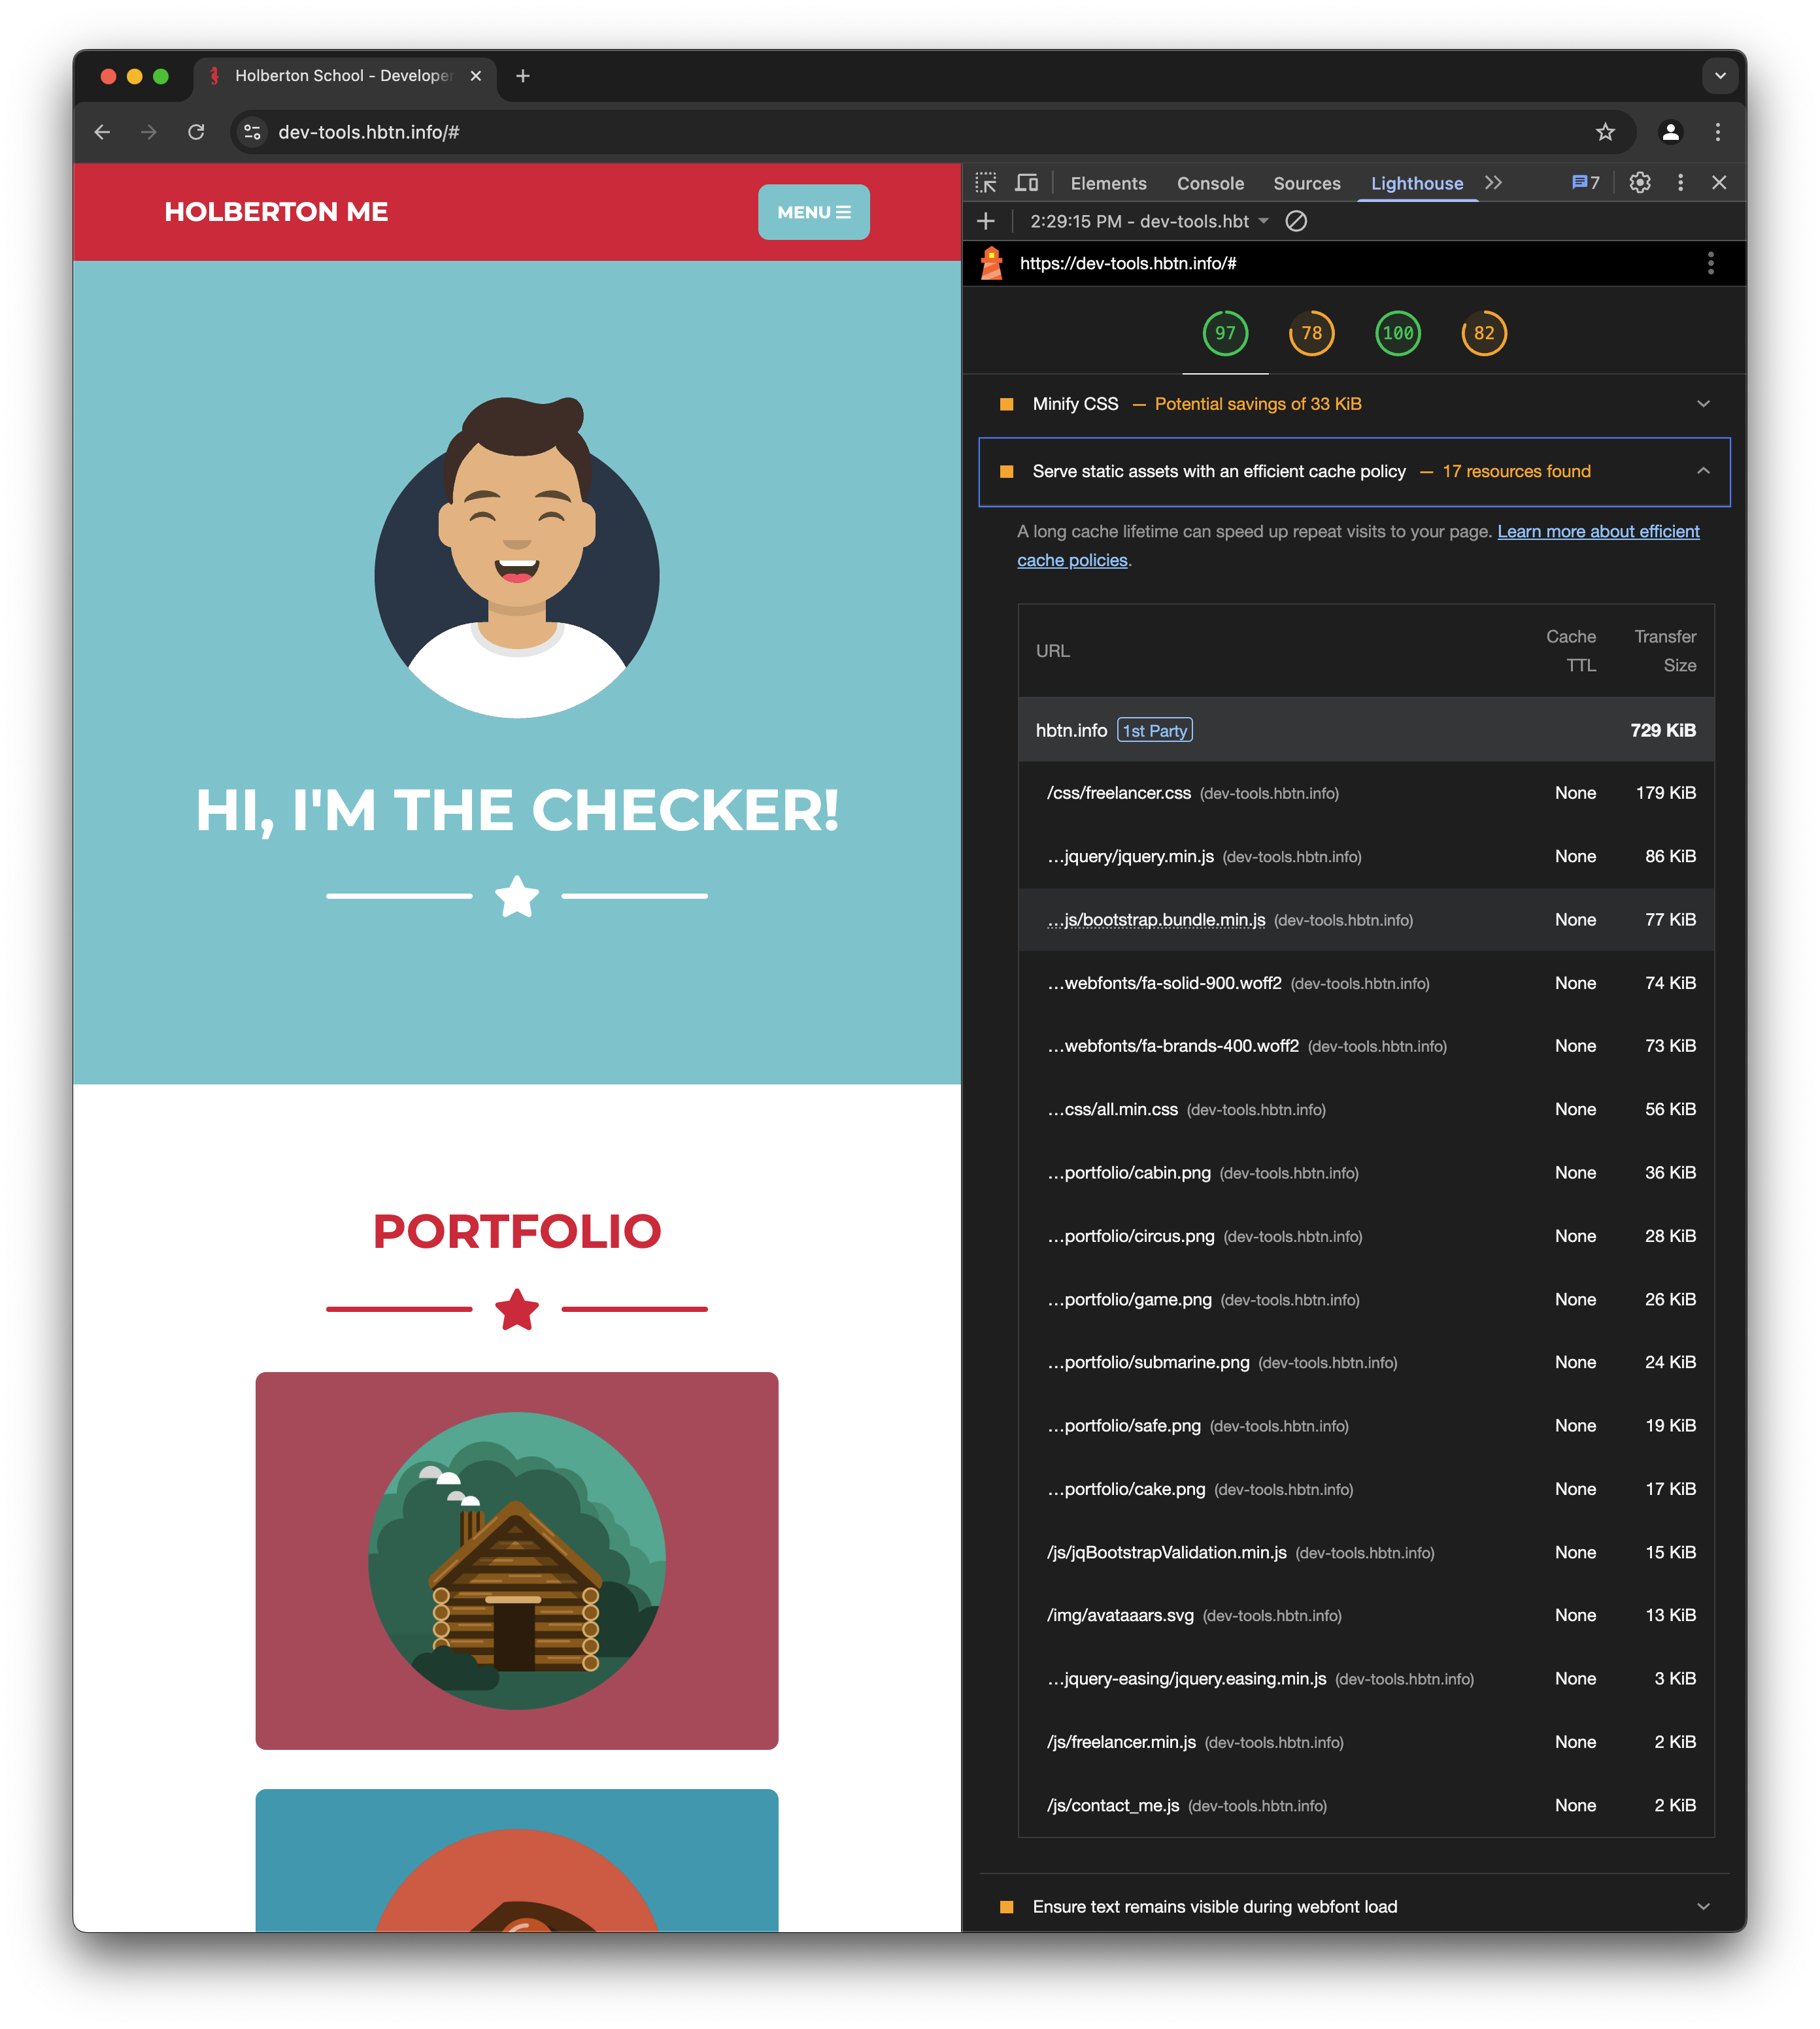 Holberton School - Developer
dev-tools.hbtn.info/#
HOLBERTON ME
MENU
HI, I'M THE CHECKER!
PORTFOLIO
Elements Console Sources Lighthouse 7
2:29:15 PM - dev-tools.hbt
https://dev-tools.hbtn.info/#
97 78 100 82
Minify CSS — Potential savings of 33 KiB
Serve static assets with an efficient cache policy — 17 resources found
A long cache lifetime can speed up repeat visits to your page. Learn more about efficient
cache policies.
URL Cache TTL Transfer Size
hbtn.info 1st Party 729 KiB
/css/freelancer.css (dev-tools.hbtn.info) None 179 KiB
…jquery/jquery.min.js (dev-tools.hbtn.info) None 86 KiB
…js/bootstrap.bundle.min.js (dev-tools.hbtn.info) None 77 KiB
…webfonts/fa-solid-900.woff2 (dev-tools.hbtn.info) None 74 KiB
…webfonts/fa-brands-400.woff2 (dev-tools.hbtn.info) None 73 KiB
…css/all.min.css (dev-tools.hbtn.info) None 56 KiB
…portfolio/cabin.png (dev-tools.hbtn.info) None 36 KiB
…portfolio/circus.png (dev-tools.hbtn.info) None 28 KiB
…portfolio/game.png (dev-tools.hbtn.info) None 26 KiB
…portfolio/submarine.png (dev-tools.hbtn.info) None 24 KiB
…portfolio/safe.png (dev-tools.hbtn.info) None 19 KiB
…portfolio/cake.png (dev-tools.hbtn.info) None 17 KiB
/js/jqBootstrapValidation.min.js (dev-tools.hbtn.info) None 15 KiB
/img/avataaars.svg (dev-tools.hbtn.info) None 13 KiB
…jquery-easing/jquery.easing.min.js (dev-tools.hbtn.info) None 3 KiB
/js/freelancer.min.js (dev-tools.hbtn.info) None 2 KiB
/js/contact_me.js (dev-tools.hbtn.info) None 2 KiB
Ensure text remains visible during webfont load